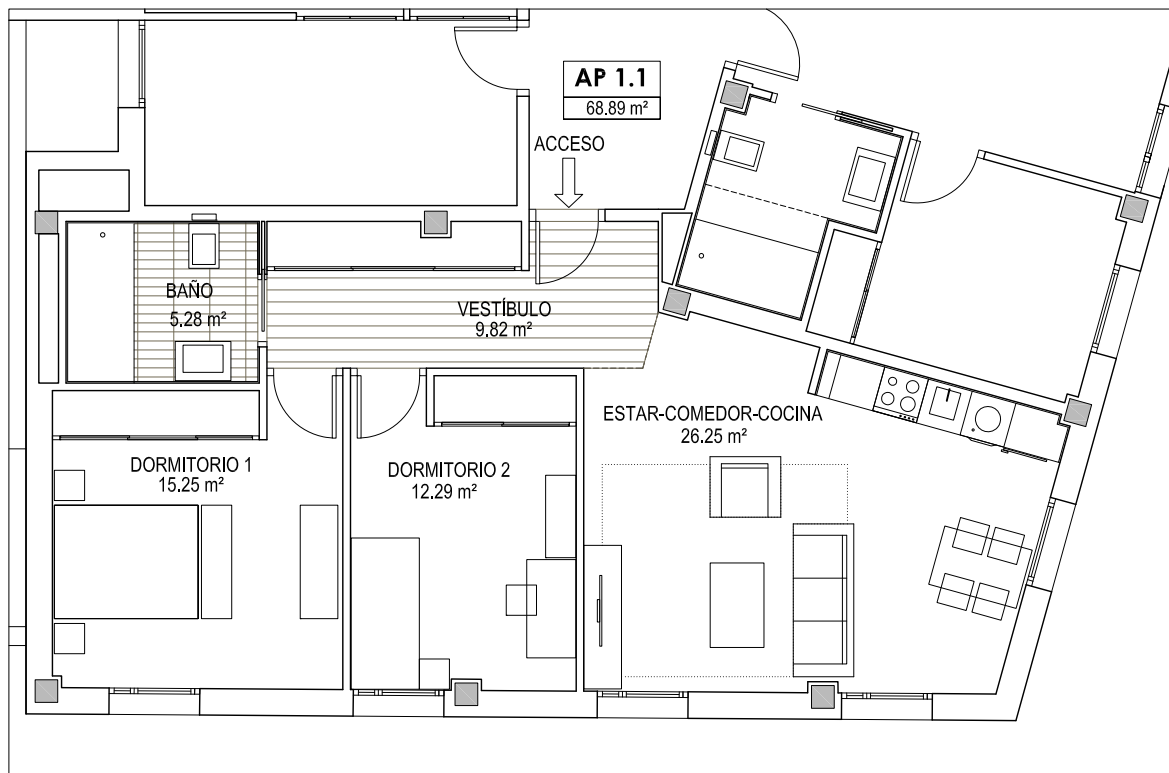 AP 1.1
68.89 m²
ACCESO
BAÑO
5.28 m²
VESTÍBULO
9.82 m²
ESTAR-COMEDOR-COCINA
26.25 m²
DORMITORIO 1
15.25 m²
DORMITORIO 2
12.29 m²